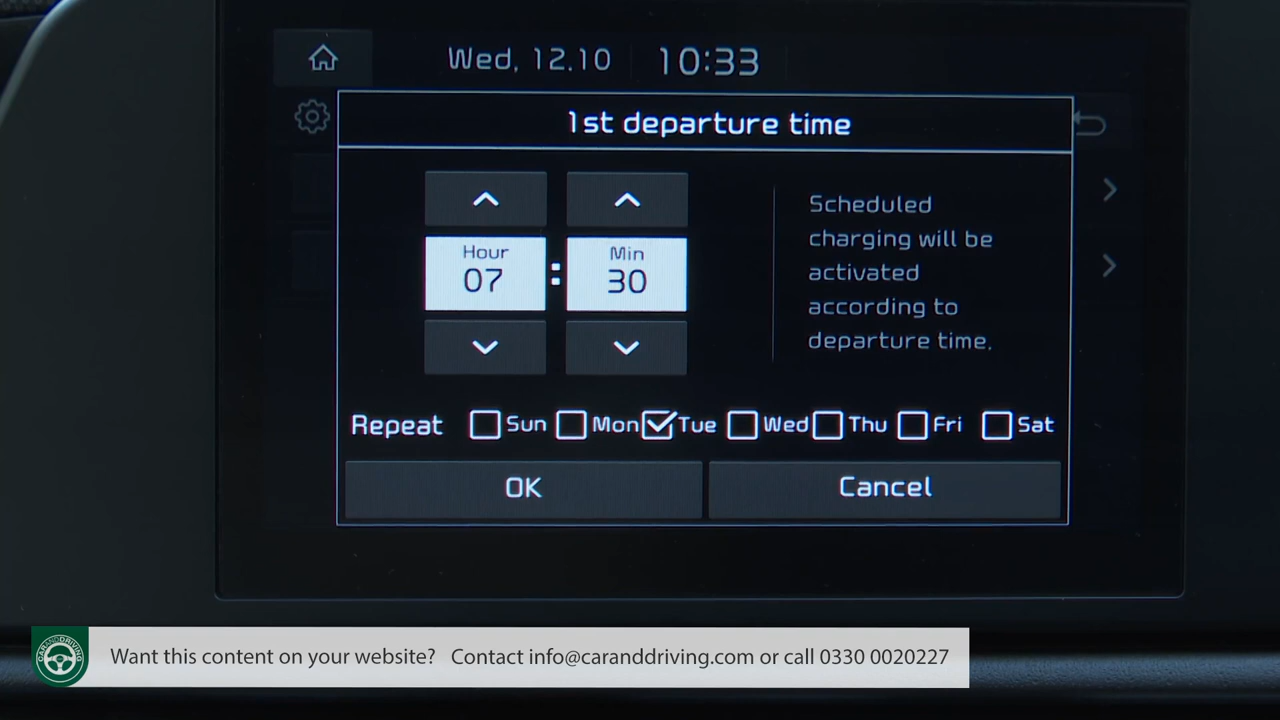 Wed, 12.10 10:33
1st departure time
Hour
07
:
Min
30
Scheduled
charging will be
activated
according to
departure time.
Repeat Sun Mon Tue Wed Thu Fri Sat
OK Cancel
CARANDDRIVING
Want this content on your website? Contact info@caranddriving.com or call 0330 0020227